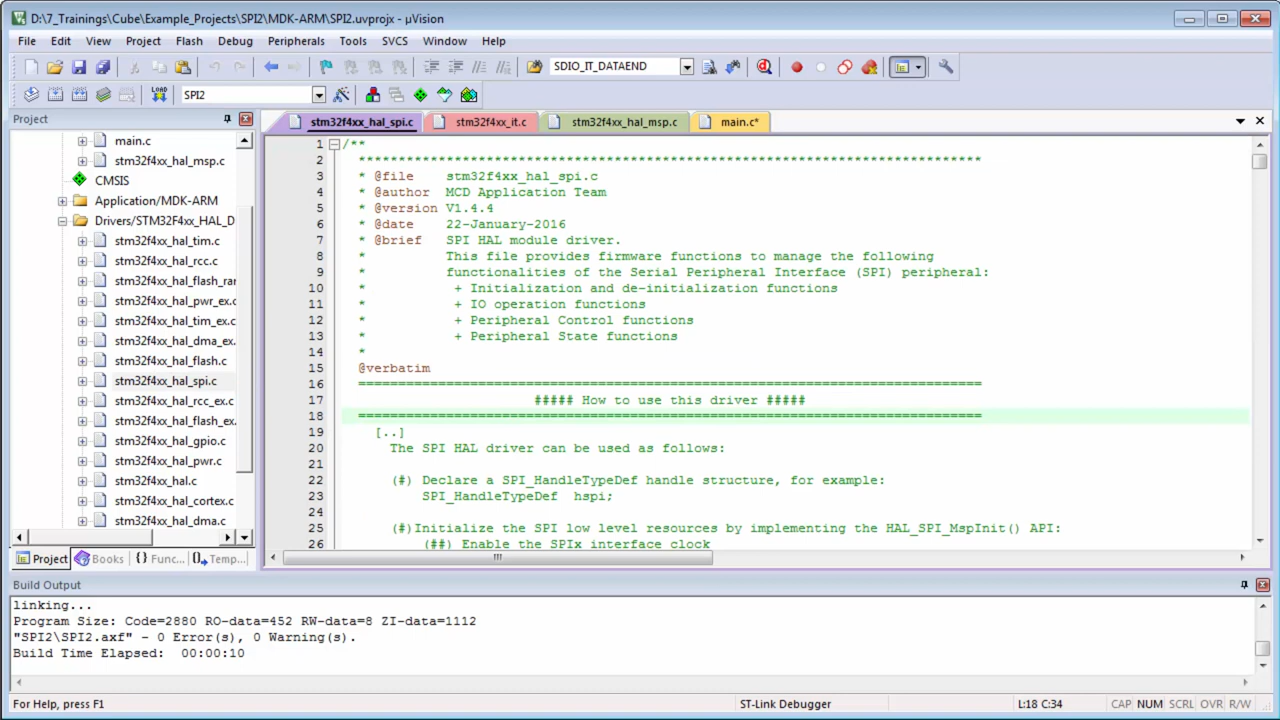 D:\7_Trainings\Cube\Example_Projects\SPI2\MDK-ARM\SPI2.uvprojx - µVision
File Edit View Project Flash Debug Peripherals Tools SVCS Window Help
SDIO_IT_DATAEND
LOAD SPI2
Project
main.c
stm32f4xx_hal_msp.c
CMSIS
Application/MDK-ARM
Drivers/STM32F4xx_HAL_D
stm32f4xx_hal_tim.c
stm32f4xx_hal_rcc.c
stm32f4xx_hal_flash_rar
stm32f4xx_hal_pwr_ex.c
stm32f4xx_hal_tim_ex.c
stm32f4xx_hal_dma_ex.
stm32f4xx_hal_flash.c
stm32f4xx_hal_spi.c
stm32f4xx_hal_rcc_ex.c
stm32f4xx_hal_flash_ex.
stm32f4xx_hal_gpio.c
stm32f4xx_hal_pwr.c
stm32f4xx_hal.c
stm32f4xx_hal_cortex.c
stm32f4xx_hal_dma.c
Project Books {} Func... Temp...
stm32f4xx_hal_spi.c stm32f4xx_it.c stm32f4xx_hal_msp.c main.c*
1 /**
2 ******************************************************************************
3 * @file stm32f4xx_hal_spi.c
4 * @author MCD Application Team
5 * @version V1.4.4
6 * @date 22-January-2016
7 * @brief SPI HAL module driver.
8 * This file provides firmware functions to manage the following
9 * functionalities of the Serial Peripheral Interface (SPI) peripheral:
10 * + Initialization and de-initialization functions
11 * + IO operation functions
12 * + Peripheral Control functions
13 * + Peripheral State functions
14 *
15 @verbatim
16 ==============================================================================
17 ##### How to use this driver #####
18 ==============================================================================
19 [..]
20 The SPI HAL driver can be used as follows:
21
22 (#) Declare a SPI_HandleTypeDef handle structure, for example:
23 SPI_HandleTypeDef hspi;
24
25 (#)Initialize the SPI low level resources by implementing the HAL_SPI_MspInit() API:
26 (##) Enable the SPIx interface clock
Build Output
linking...
Program Size: Code=2880 RO-data=452 RW-data=8 ZI-data=1112
"SPI2\SPI2.axf" - 0 Error(s), 0 Warning(s).
Build Time Elapsed: 00:00:10
For Help, press F1 ST-Link Debugger L:18 C:34 CAP NUM SCRL OVR R/W